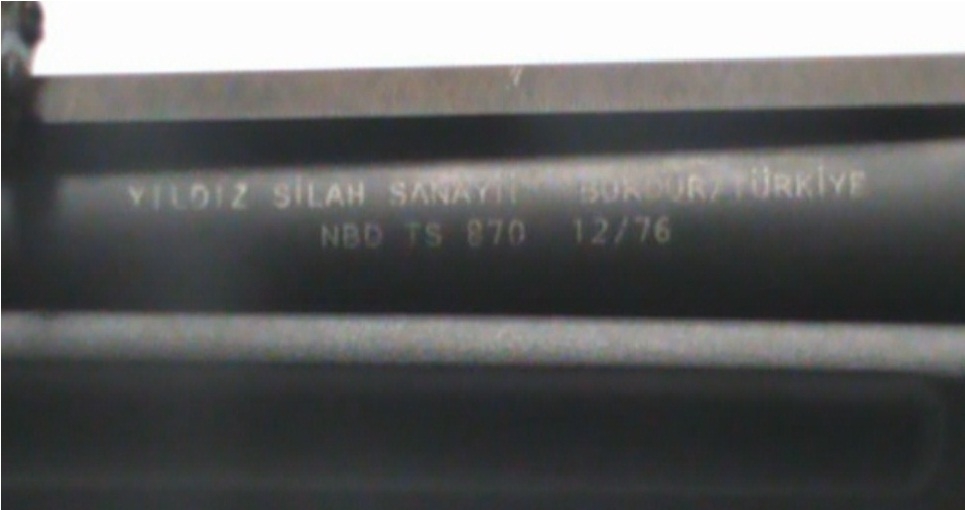 YILDIZ SİLAH SANAYİİ BURDUR/TÜRKİYE
NBD TS 870 12/76